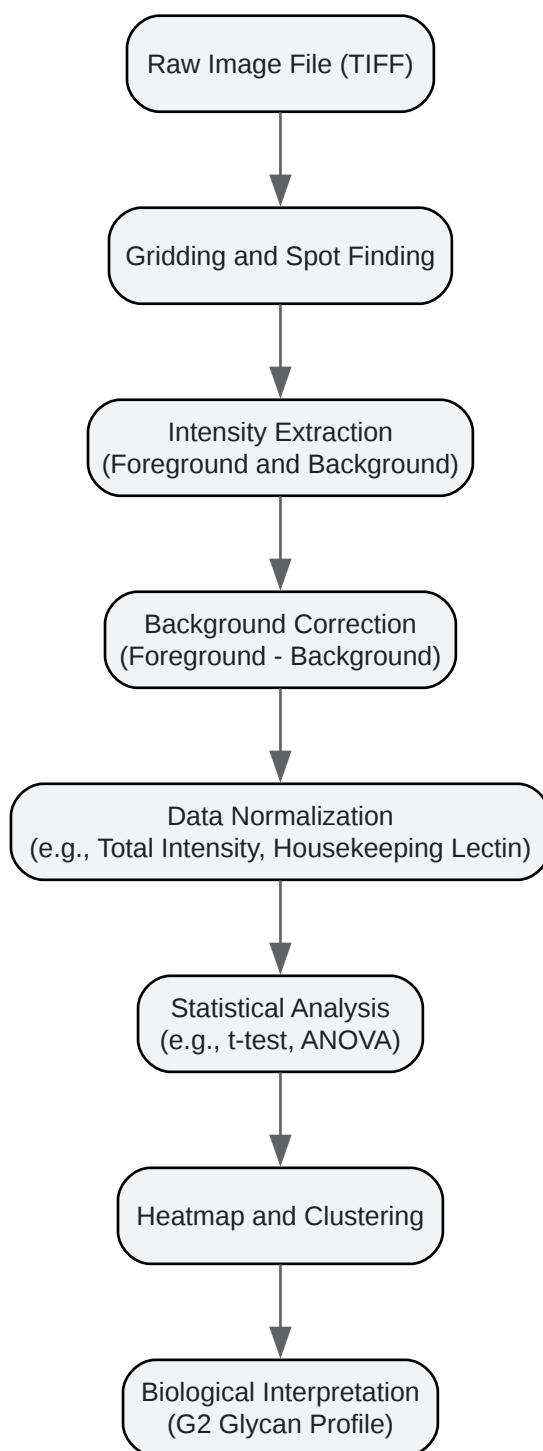 Raw Image File (TIFF)
Gridding and Spot Finding
Intensity Extraction
(Foreground and Background)
Background Correction
(Foreground - Background)
Data Normalization
(e.g., Total Intensity, Housekeeping Lectin)
Statistical Analysis
(e.g., t-test, ANOVA)
Heatmap and Clustering
Biological Interpretation
(G2 Glycan Profile)